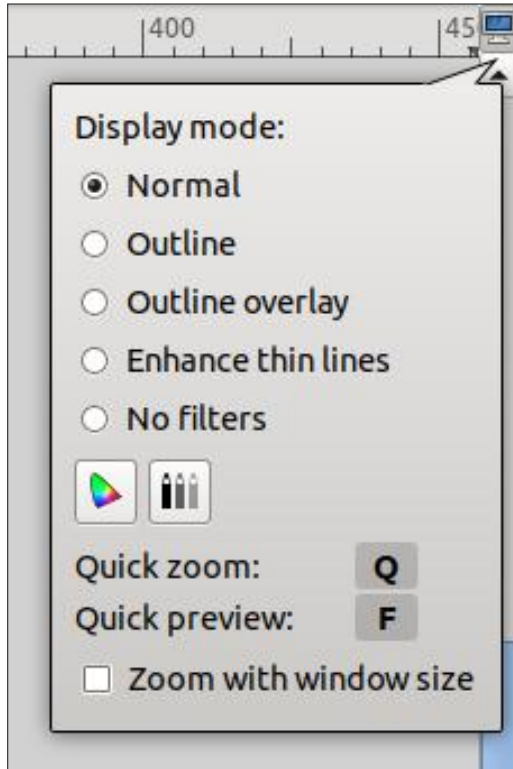 400 45
Display mode:
Normal
Outline
Outline overlay
Enhance thin lines
No filters
Quick zoom: Q
Quick preview: F
Zoom with window size